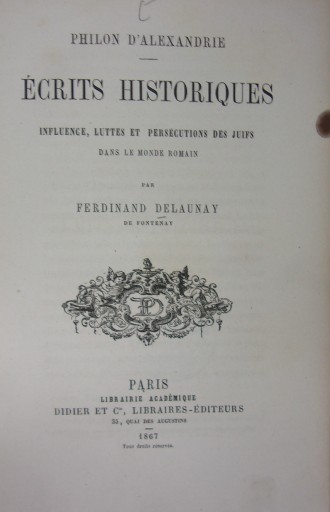 PHILON D'ALEXANDRIE
ÉCRITS HISTORIQUES
INFLUENCE, LUTTES ET PERSÉCUTIONS DES JUIFS
DANS LE MONDE ROMAIN
PAR
FERDINAND DELAUNAY
DE FONTENAY
PARIS
LIBRAIRIE ACADÉMIQUE
DIDIER ET Cie, LIBRAIRES-ÉDITEURS
35, QUAI DES AUGUSTINS
1867
Tous droits réservés.